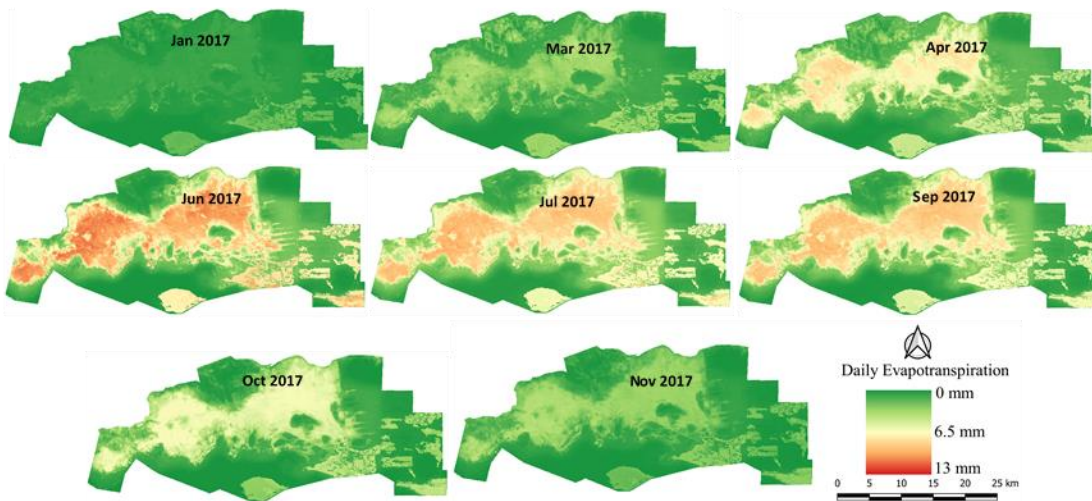 Jan 2017
Mar 2017
Apr 2017
Jun 2017
Jul 2017
Sep 2017
Oct 2017
Nov 2017
Daily Evapotranspiration
0 mm
6.5 mm
13 mm
0 5 10 15 20 25 km